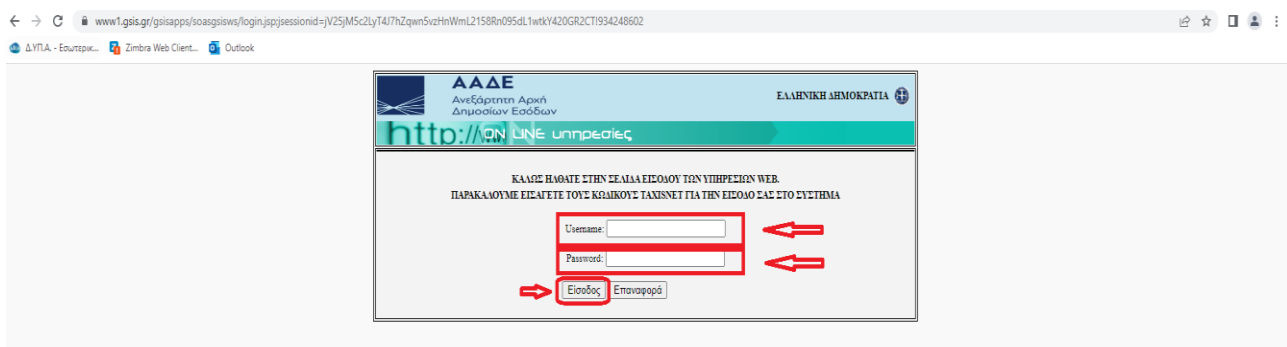 www1.gsis.gr/gsisapps/soasgsisws/login.jsp;jsessionid=jV25jM5c2LyT4J7hZqwn5vzHnWmL2158Rn095dL1wtkY420GR2CT!934248602
Δ.ΥΠ.Α. - Εσωτερικ... Zimbra Web Client... Outlook
ΑΑΔΕ
Ανεξάρτητη Αρχή
Δημοσίων Εσόδων
ΕΛΛΗΝΙΚΗ ΔΗΜΟΚΡΑΤΙΑ
http:// ON LINE υπηρεσίες
ΚΑΛΩΣ ΗΛΘΑΤΕ ΣΤΗΝ ΣΕΛΙΔΑ ΕΙΣΟΔΟΥ ΤΩΝ ΥΠΗΡΕΣΙΩΝ WEB.
ΠΑΡΑΚΑΛΟΥΜΕ ΕΙΣΑΓΕΤΕ ΤΟΥΣ ΚΩΔΙΚΟΥΣ TAXISNET ΓΙΑ ΤΗΝ ΕΙΣΟΔΟ ΣΑΣ ΣΤΟ ΣΥΣΤΗΜΑ
Username:
Password:
Είσοδος Επαναφορά